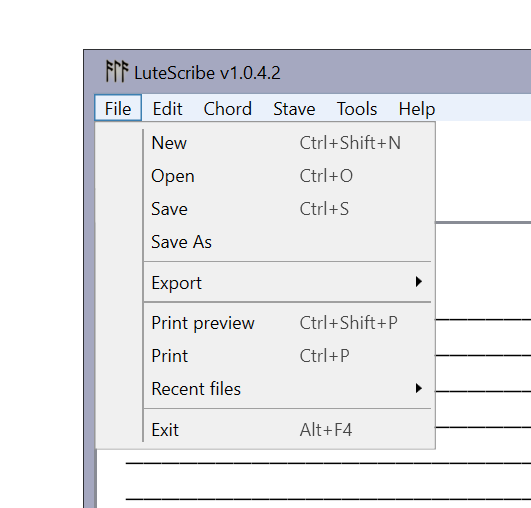 ᚨᛚᚨ LuteScribe v1.0.4.2
File Edit Chord Stave Tools Help
New Ctrl+Shift+N
Open Ctrl+O
Save Ctrl+S
Save As
Export
Print preview Ctrl+Shift+P
Print Ctrl+P
Recent files
Exit Alt+F4